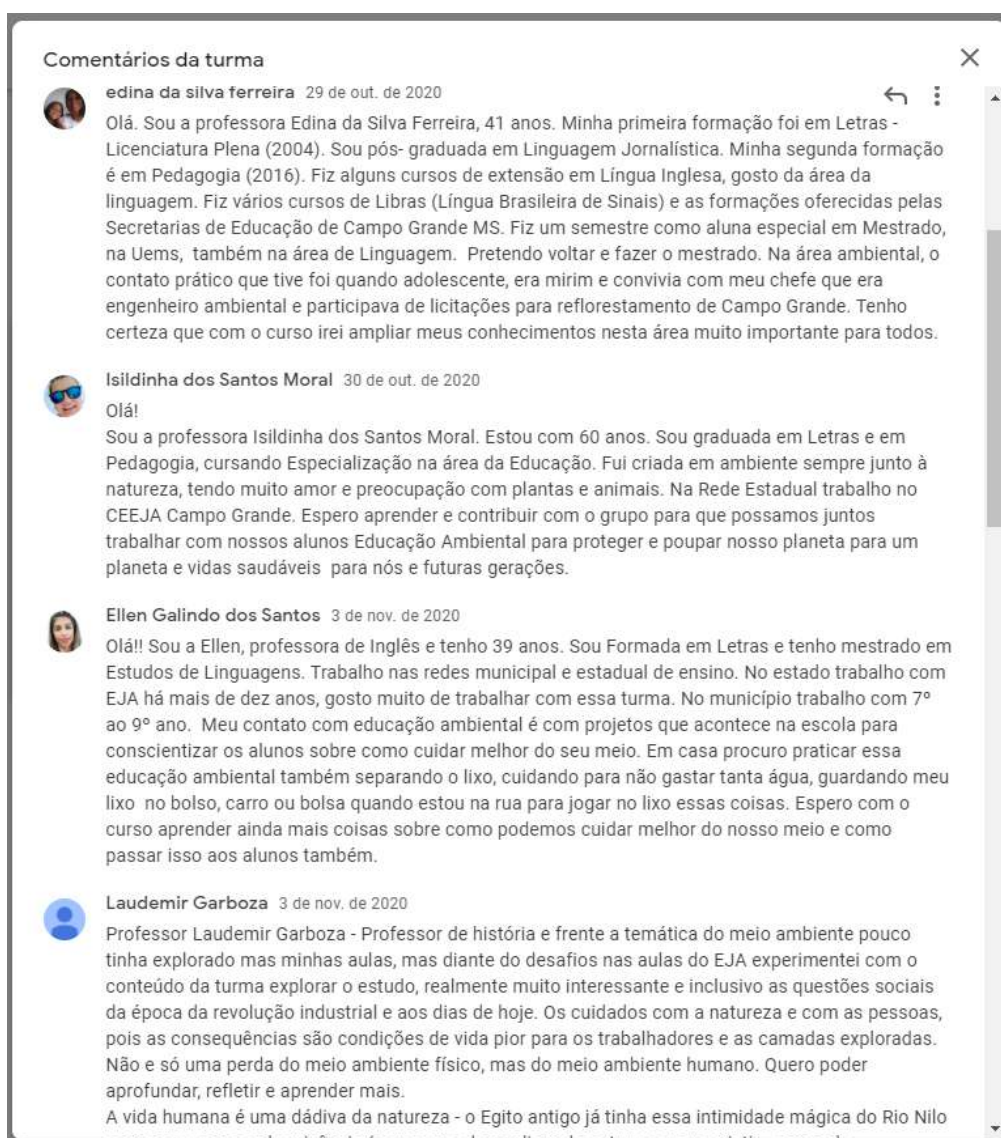 Comentários da turma
edina da silva ferreira 29 de out. de 2020
Olá. Sou a professora Edina da Silva Ferreira, 41 anos. Minha primeira formação foi em Letras -
Licenciatura Plena (2004). Sou pós- graduada em Linguagem Jornalística. Minha segunda formação
é em Pedagogia (2016). Fiz alguns cursos de extensão em Língua Inglesa, gosto da área da
linguagem. Fiz vários cursos de Libras (Língua Brasileira de Sinais) e as formações oferecidas pelas
Secretarias de Educação de Campo Grande MS. Fiz um semestre como aluna especial em Mestrado,
na Uems, também na área de Linguagem. Pretendo voltar e fazer o mestrado. Na área ambiental, o
contato prático que tive foi quando adolescente, era mirim e convivia com meu chefe que era
engenheiro ambiental e participava de licitações para reflorestamento de Campo Grande. Tenho
certeza que com o curso irei ampliar meus conhecimentos nesta área muito importante para todos.
Isildinha dos Santos Moral 30 de out. de 2020
Olá!
Sou a professora Isildinha dos Santos Moral. Estou com 60 anos. Sou graduada em Letras e em
Pedagogia, cursando Especialização na área da Educação. Fui criada em ambiente sempre junto à
natureza, tendo muito amor e preocupação com plantas e animais. Na Rede Estadual trabalho no
CEEJA Campo Grande. Espero aprender e contribuir com o grupo para que possamos juntos
trabalhar com nossos alunos Educação Ambiental para proteger e poupar nosso planeta para um
planeta e vidas saudáveis para nós e futuras gerações.
Ellen Galindo dos Santos 3 de nov. de 2020
Olá!! Sou a Ellen, professora de Inglês e tenho 39 anos. Sou Formada em Letras e tenho mestrado em
Estudos de Linguagens. Trabalho nas redes municipal e estadual de ensino. No estado trabalho com
EJA há mais de dez anos, gosto muito de trabalhar com essa turma. No município trabalho com 7º
ao 9º ano. Meu contato com educação ambiental é com projetos que acontece na escola para
conscientizar os alunos sobre como cuidar melhor do seu meio. Em casa procuro praticar essa
educação ambiental também separando o lixo, cuidando para não gastar tanta água, guardando meu
lixo no bolso, carro ou bolsa quando estou na rua para jogar no lixo essas coisas. Espero com o
curso aprender ainda mais coisas sobre como podemos cuidar melhor do nosso meio e como
passar isso aos alunos também.
Laudemir Garboza 3 de nov. de 2020
Professor Laudemir Garboza - Professor de história e frente a temática do meio ambiente pouco
tinha explorado mas minhas aulas, mas diante do desafios nas aulas do EJA experimentei com o
conteúdo da turma explorar o estudo, realmente muito interessante e inclusivo as questões sociais
da época da revolução industrial e aos dias de hoje. Os cuidados com a natureza e com as pessoas,
pois as consequências são condições de vida pior para os trabalhadores e as camadas exploradas.
Não e só uma perda do meio ambiente físico, mas do meio ambiente humano. Quero poder
aprofundar, refletir e aprender mais.
A vida humana é uma dádiva da natureza - o Egito antigo já tinha essa intimidade mágica do Rio Nilo